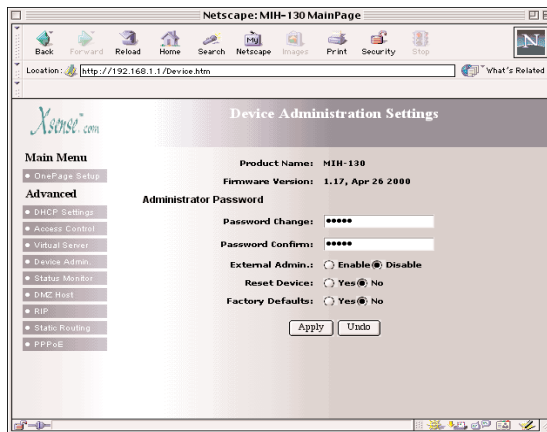 Netscape: MIH-130 MainPage
Back Forward Reload Home Search Netscape Images Print Security Stop
My
N
Location: http://192.168.1.1/Device.htm What's Related
Xsense.com
Device Administration Settings
Main Menu
OnePage Setup
Advanced
DHCP Settings
Access Control
Virtual Server
Device Admin.
Status Monitor
DMZ Host
RIP
Static Routing
PPPoE
Product Name: MIH-130
Firmware Version: 1.17, Apr 26 2000
Administrator Password
Password Change: •••••
Password Confirm: •••••
External Admin.: Enable Disable
Reset Device: Yes No
Factory Defaults: Yes No
Apply Undo